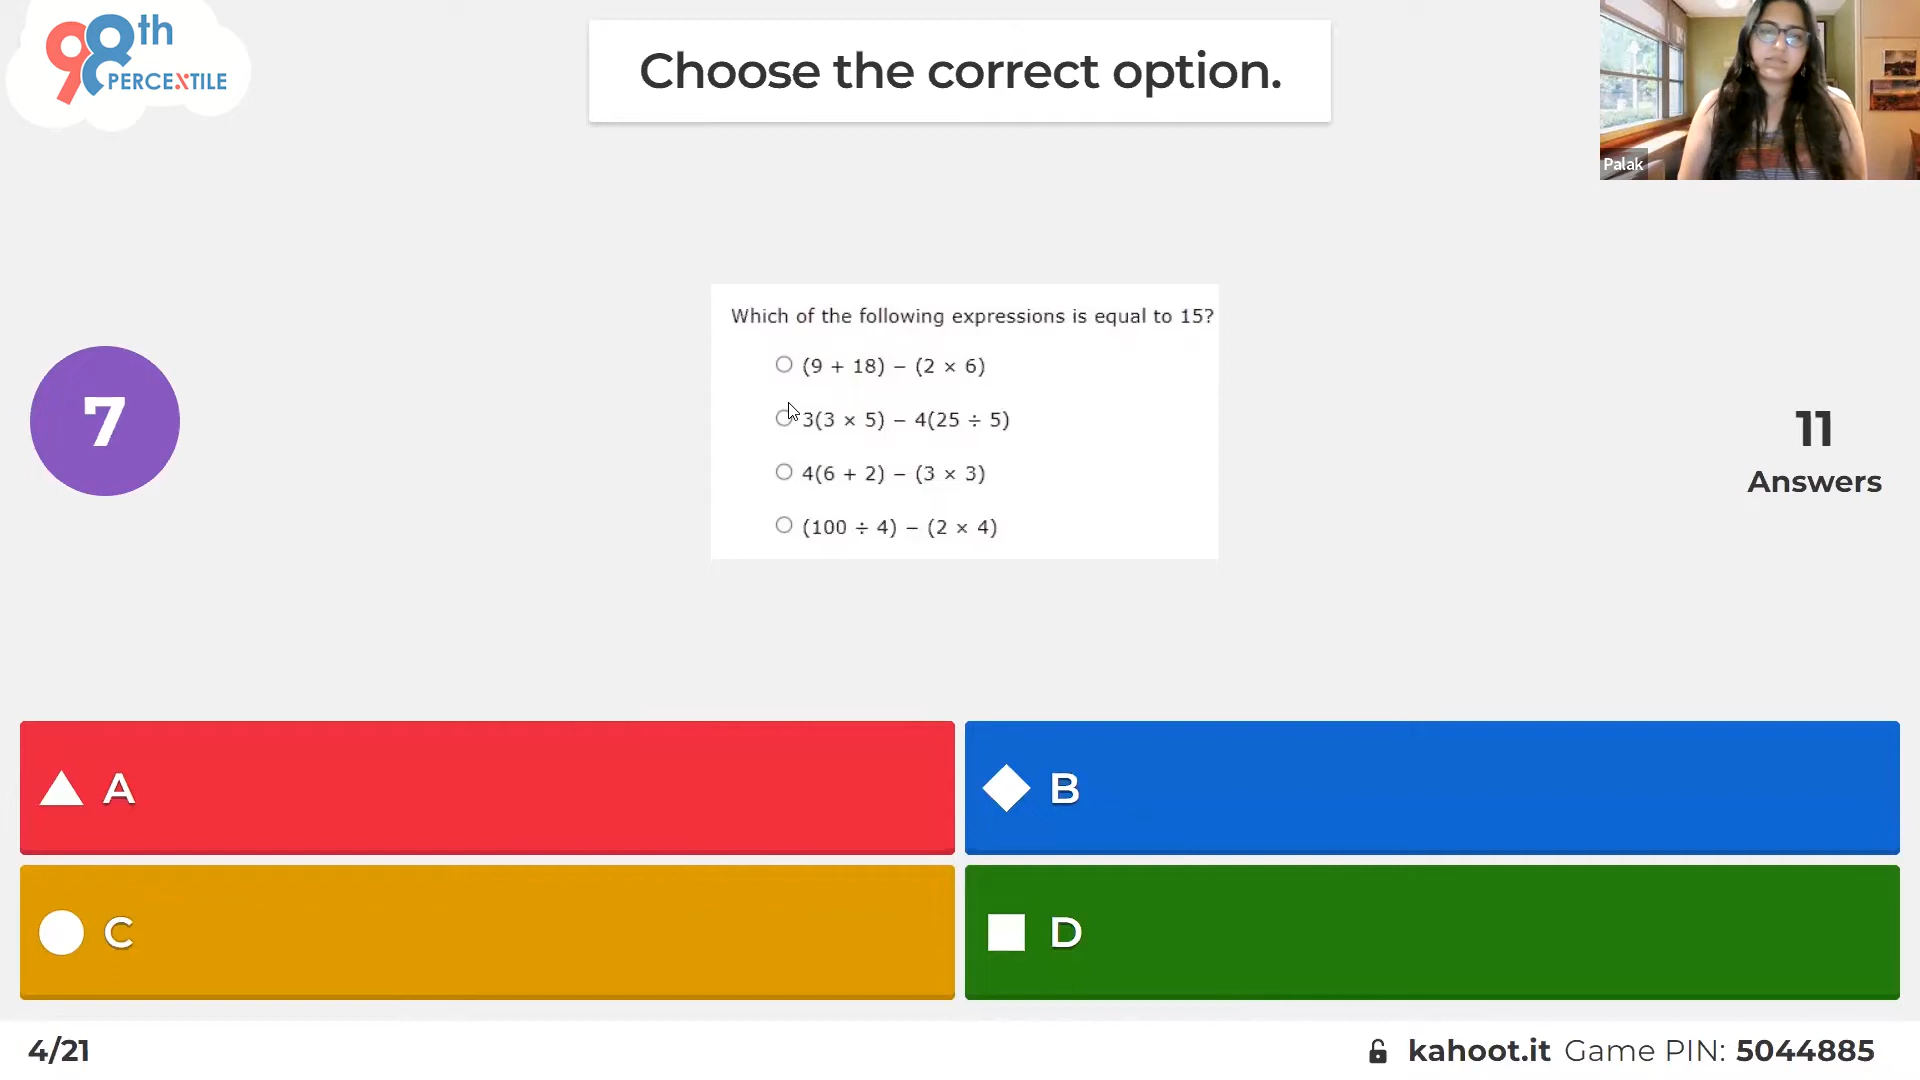 98th
PERCEXTILE
Choose the correct option.
Palak
Which of the following expressions is equal to 15?
(9 + 18) − (2 × 6)
3(3 × 5) − 4(25 ÷ 5)
4(6 + 2) − (3 × 3)
(100 ÷ 4) − (2 × 4)
7
11
Answers
A
B
C
D
4/21
kahoot.it Game PIN: 5044885